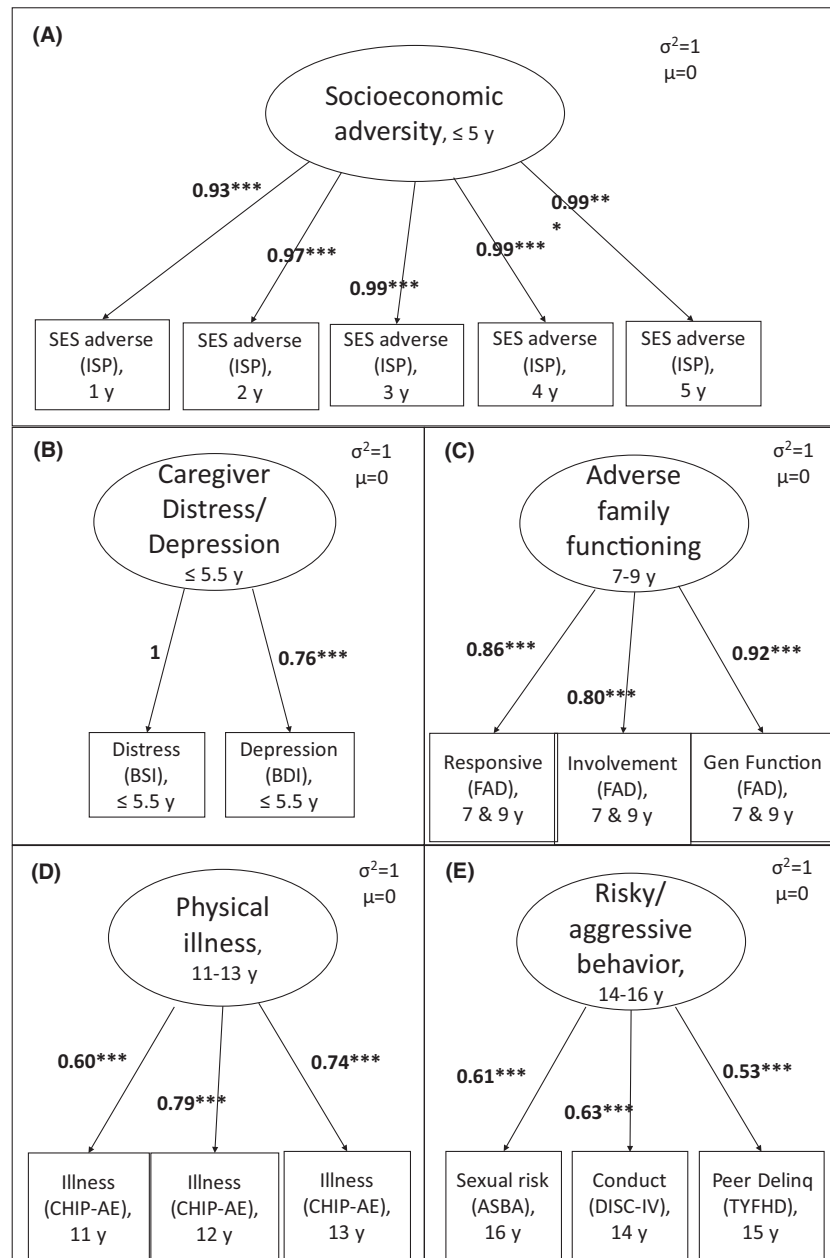 (A)
σ²=1
μ=0
Socioeconomic
adversity, ≤ 5 y
0.93***
0.97***
0.99***
0.99***
0.99**
*
SES adverse
(ISP),
1 y
SES adverse
(ISP),
2 y
SES adverse
(ISP),
3 y
SES adverse
(ISP),
4 y
SES adverse
(ISP),
5 y
(B)
σ²=1
μ=0
Caregiver
Distress/
Depression
≤ 5.5 y
1
0.76***
Distress
(BSI),
≤ 5.5 y
Depression
(BDI),
≤ 5.5 y
(C)
σ²=1
μ=0
Adverse
family
functioning
7-9 y
0.86***
0.80***
0.92***
Responsive
(FAD),
7 & 9 y
Involvement
(FAD),
7 & 9 y
Gen Function
(FAD),
7 & 9 y
(D)
σ²=1
μ=0
Physical
illness,
11-13 y
0.60***
0.79***
0.74***
Illness
(CHIP-AE),
11 y
Illness
(CHIP-AE),
12 y
Illness
(CHIP-AE),
13 y
(E)
σ²=1
μ=0
Risky/
aggressive
behavior,
14-16 y
0.61***
0.63***
0.53***
Sexual risk
(ASBA),
16 y
Conduct
(DISC-IV),
14 y
Peer Delinq
(TYFHD),
15 y